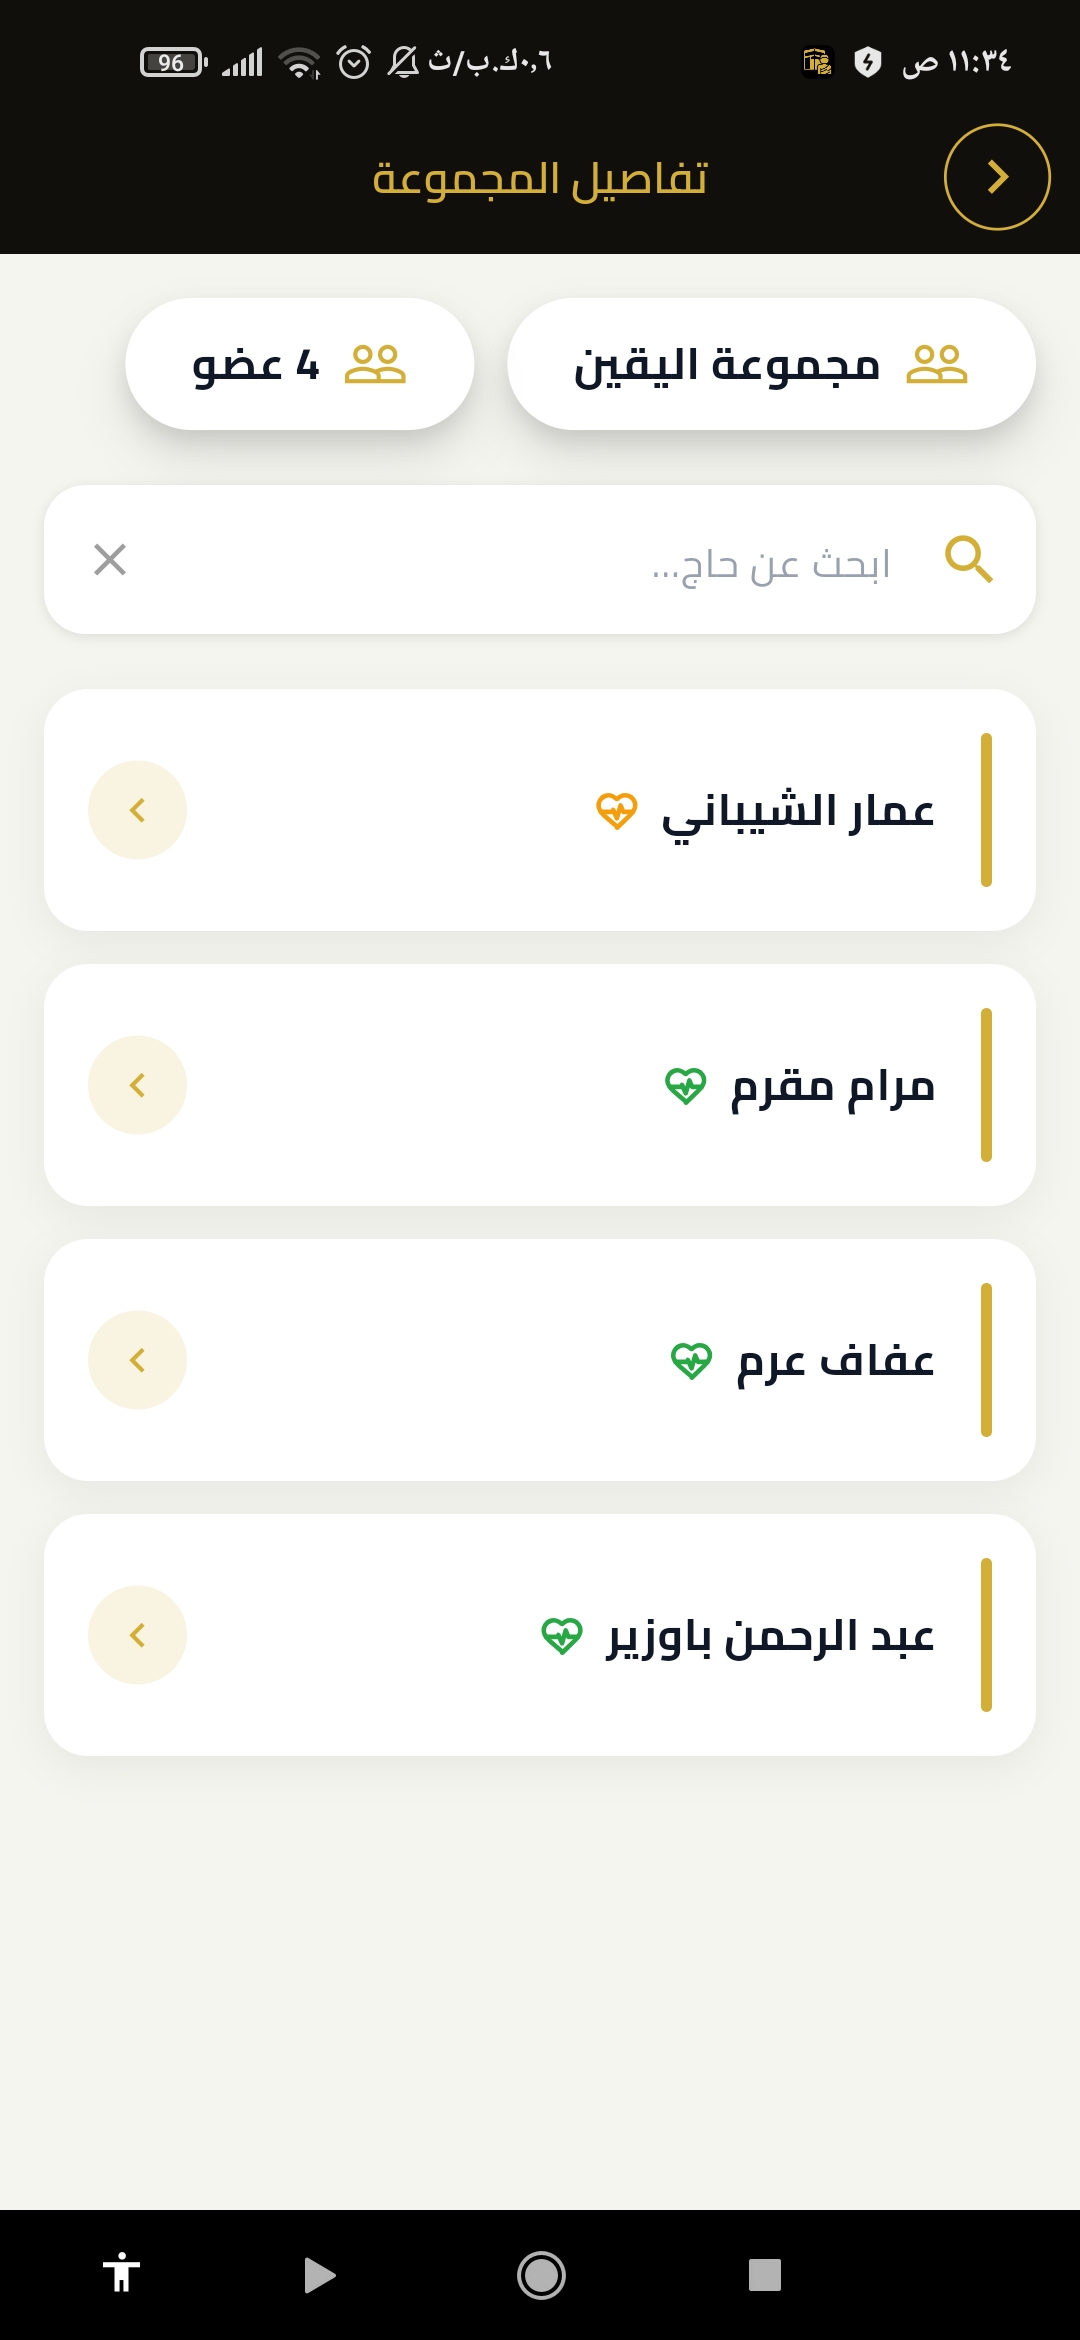 ١١:٣٤ ص ٠,٦ك.ب/ث 96
تفاصيل المجموعة
مجموعة اليقين
4 عضو
ابحث عن حاج...
عمار الشيباني
مرام مقرم
عفاف عرم
عبد الرحمن باوزير